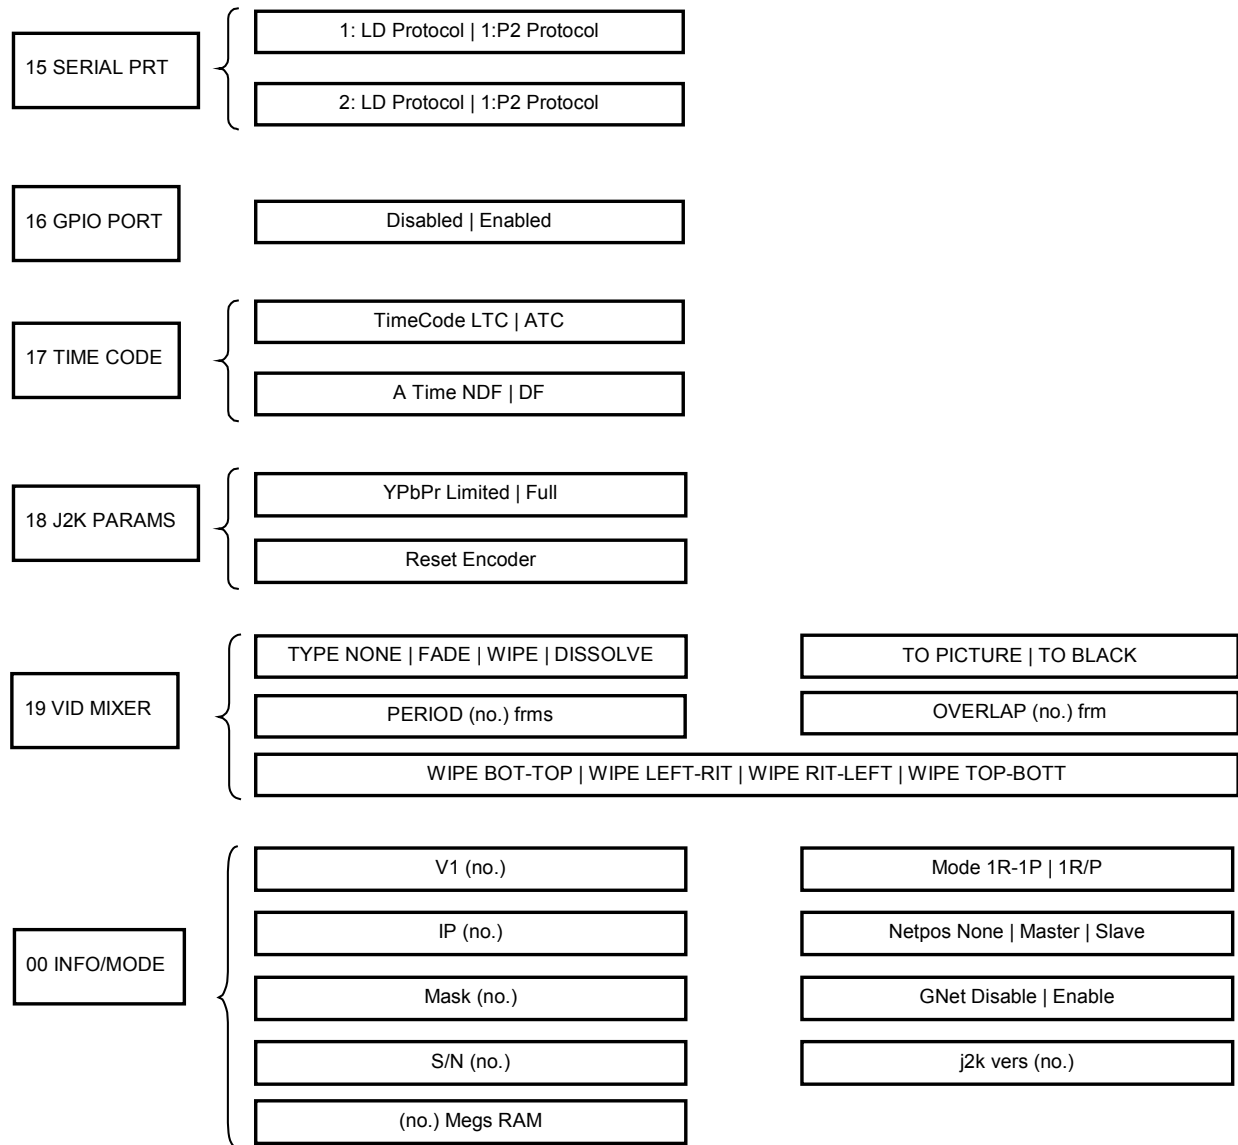 15 SERIAL PRT
1: LD Protocol | 1:P2 Protocol
2: LD Protocol | 1:P2 Protocol
16 GPIO PORT
Disabled | Enabled
17 TIME CODE
TimeCode LTC | ATC
A Time NDF | DF
18 J2K PARAMS
YPbPr Limited | Full
Reset Encoder
19 VID MIXER
TYPE NONE | FADE | WIPE | DISSOLVE
TO PICTURE | TO BLACK
PERIOD (no.) frms
OVERLAP (no.) frm
WIPE BOT-TOP | WIPE LEFT-RIT | WIPE RIT-LEFT | WIPE TOP-BOTT
00 INFO/MODE
V1 (no.)
Mode 1R-1P | 1R/P
IP (no.)
Netpos None | Master | Slave
Mask (no.)
GNet Disable | Enable
S/N (no.)
j2k vers (no.)
(no.) Megs RAM